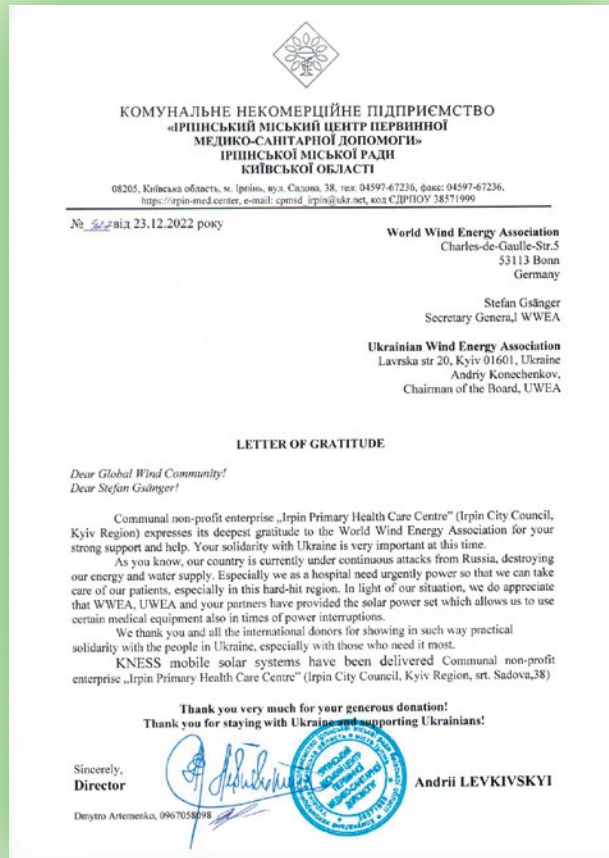 КОМУНАЛЬНЕ НЕКОМЕРЦІЙНЕ ПІДПРИЄМСТВО
«ІРПІНСЬКИЙ МІСЬКИЙ ЦЕНТР ПЕРВИННОЇ
МЕДИКО-САНІТАРНОЇ ДОПОМОГИ»
ІРПІНСЬКОЇ МІСЬКОЇ РАДИ
КИЇВСЬКОЇ ОБЛАСТІ
08205, Київська область, м. Ірпінь, вул. Садова, 38, тел: 04597-67236, факс: 04597-67236,
https://irpin-med.center, e-mail: cpmsd_irpin@ukr.net, код ЄДРПОУ 38571999
№ від 23.12.2022 року
World Wind Energy Association
Charles-de-Gaulle-Str.5
53113 Bonn
Germany
Stefan Gsänger
Secretary Genera,l WWEA
Ukrainian Wind Energy Association
Lavrska str 20, Kyiv 01601, Ukraine
Andriy Konechenkov,
Chairman of the Board, UWEA
LETTER OF GRATITUDE
Dear Global Wind Community!
Dear Stefan Gsänger!
Communal non-profit enterprise „Irpin Primary Health Care Centre” (Irpin City Council,
Kyiv Region) expresses its deepest gratitude to the World Wind Energy Association for your
strong support and help. Your solidarity with Ukraine is very important at this time.
As you know, our country is currently under continuous attacks from Russia, destroying
our energy and water supply. Especially we as a hospital need urgently power so that we can take
care of our patients, especially in this hard-hit region. In light of our situation, we do appreciate
that WWEA, UWEA and your partners have provided the solar power set which allows us to use
certain medical equipment also in times of power interruptions.
We thank you and all the international donors for showing in such way practical
solidarity with the people in Ukraine, especially with those who need it most.
KNESS mobile solar systems have been delivered Communal non-profit
enterprise „Irpin Primary Health Care Centre” (Irpin City Council, Kyiv Region, srt. Sadova,38)
Thank you very much for your generous donation!
Thank you for staying with Ukraine and supporting Ukrainians!
Sincerely,
Director
Andrii LEVKIVSKYI
ІРПІНСЬКИЙ
МІСЬКИЙ ЦЕНТР
ПЕРВИННОЇ
МЕДИКО-САНІТАРНОЇ
ДОПОМОГИ
Dmytro Artemenko, 0967058098